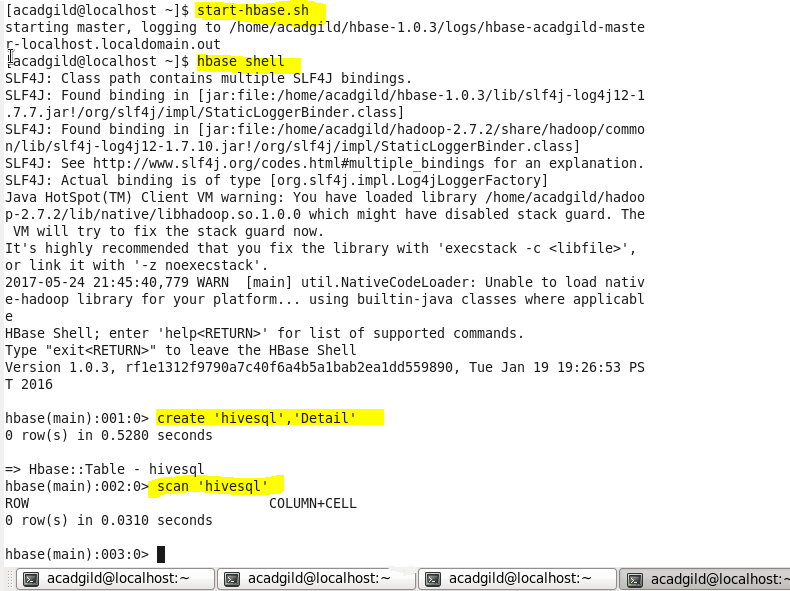 [acadgild@localhost ~]$ start-hbase.sh
starting master, logging to /home/acadgild/hbase-1.0.3/logs/hbase-acadgild-maste
r-localhost.localdomain.out
[acadgild@localhost ~]$ hbase shell
SLF4J: Class path contains multiple SLF4J bindings.
SLF4J: Found binding in [jar:file:/home/acadgild/hbase-1.0.3/lib/slf4j-log4j12-1
.7.7.jar!/org/slf4j/impl/StaticLoggerBinder.class]
SLF4J: Found binding in [jar:file:/home/acadgild/hadoop-2.7.2/share/hadoop/commo
n/lib/slf4j-log4j12-1.7.10.jar!/org/slf4j/impl/StaticLoggerBinder.class]
SLF4J: See http://www.slf4j.org/codes.html#multiple_bindings for an explanation.
SLF4J: Actual binding is of type [org.slf4j.impl.Log4jLoggerFactory]
Java HotSpot(TM) Client VM warning: You have loaded library /home/acadgild/hadoo
p-2.7.2/lib/native/libhadoop.so.1.0.0 which might have disabled stack guard. The
 VM will try to fix the stack guard now.
It's highly recommended that you fix the library with 'execstack -c <libfile>',
or link it with '-z noexecstack'.
2017-05-24 21:45:40,779 WARN  [main] util.NativeCodeLoader: Unable to load nativ
e-hadoop library for your platform... using builtin-java classes where applicabl
e
HBase Shell; enter 'help<RETURN>' for list of supported commands.
Type "exit<RETURN>" to leave the HBase Shell
Version 1.0.3, rf1e1312f9790a7c40f6a4b5a1bab2ea1dd559890, Tue Jan 19 19:26:53 PS
T 2016
hbase(main):001:0> create 'hivesql','Detail'
0 row(s) in 0.5280 seconds
=> Hbase::Table - hivesql
hbase(main):002:0> scan 'hivesql'
ROW COLUMN+CELL
0 row(s) in 0.0310 seconds
hbase(main):003:0>
acadgild@localhost:~ acadgild@localhost:~ acadgild@localhost:~ acadgild@localhost:~